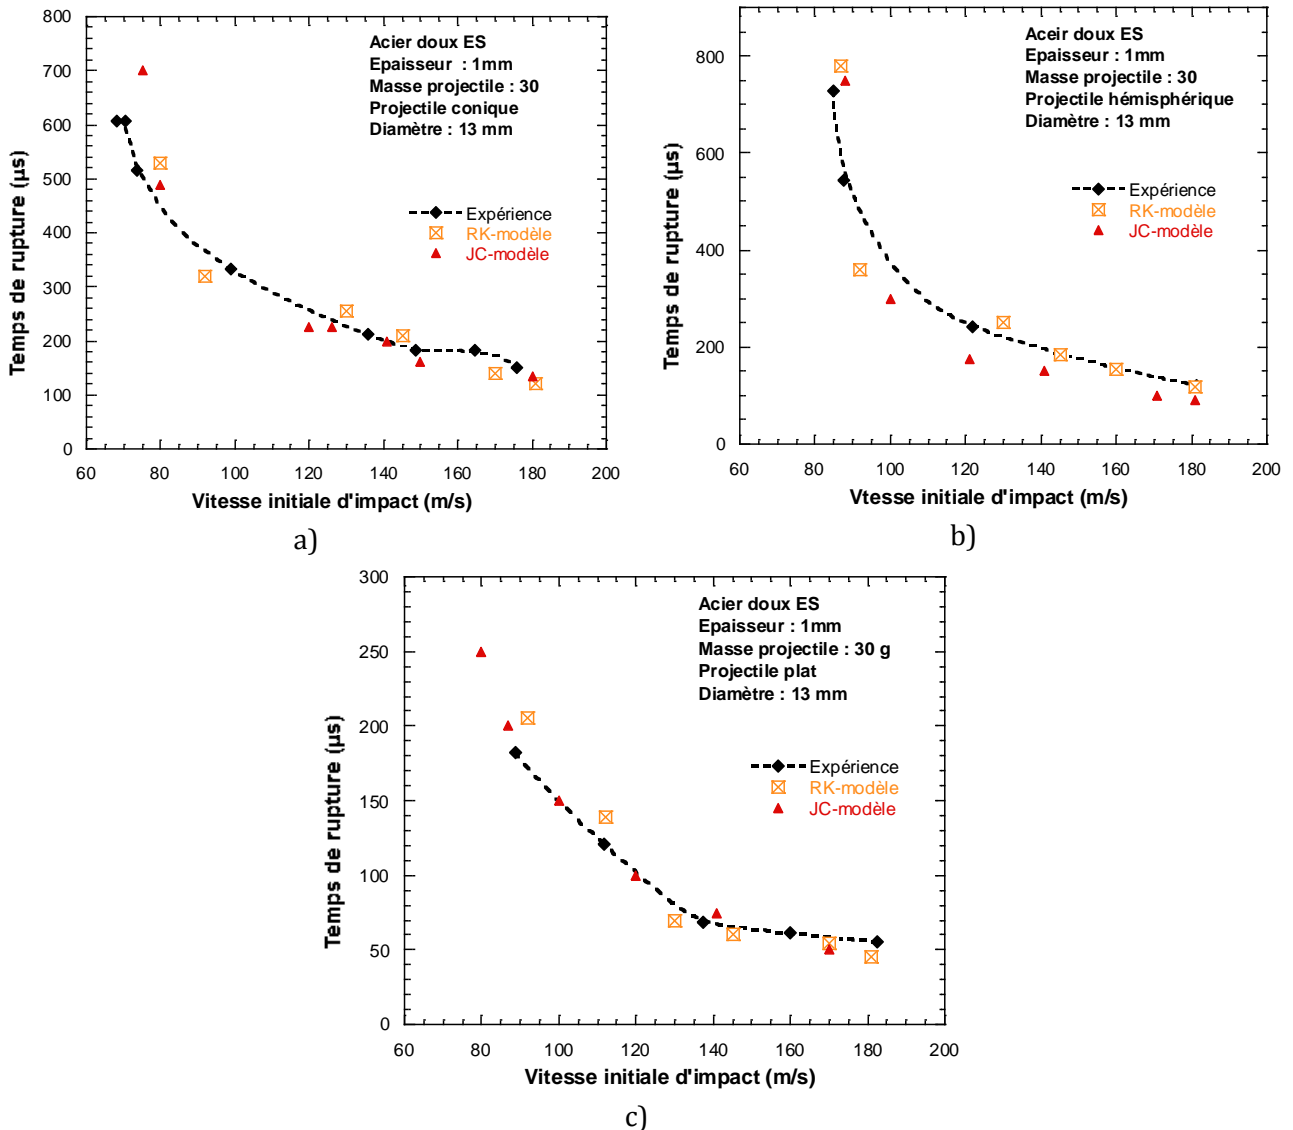 800
700
600
500
400
300
200
100
0
60
80
100
120
140
160
180
200
Temps de rupture (µs)
Vitesse initiale d'impact (m/s)
Acier doux ES
Epaisseur : 1mm
Masse projectile : 30
Projectile conique
Diamètre : 13 mm
Expérience
RK-modèle
JC-modèle
a)
800
600
400
200
0
60
80
100
120
140
160
180
200
Temps de rupture (µs)
Vtesse initiale d'impact (m/s)
Aceir doux ES
Epaisseur : 1mm
Masse projectile : 30
Projectile hémisphérique
Diamètre : 13 mm
Expérience
RK-modèle
JC-modèle
b)
300
250
200
150
100
50
0
60
80
100
120
140
160
180
200
Temps de rupture (µs)
Vitesse initiale d'impact (m/s)
Acier doux ES
Epaisseur : 1mm
Masse projectile : 30 g
Projectile plat
Diamètre : 13 mm
Expérience
RK-modèle
JC-modèle
c)